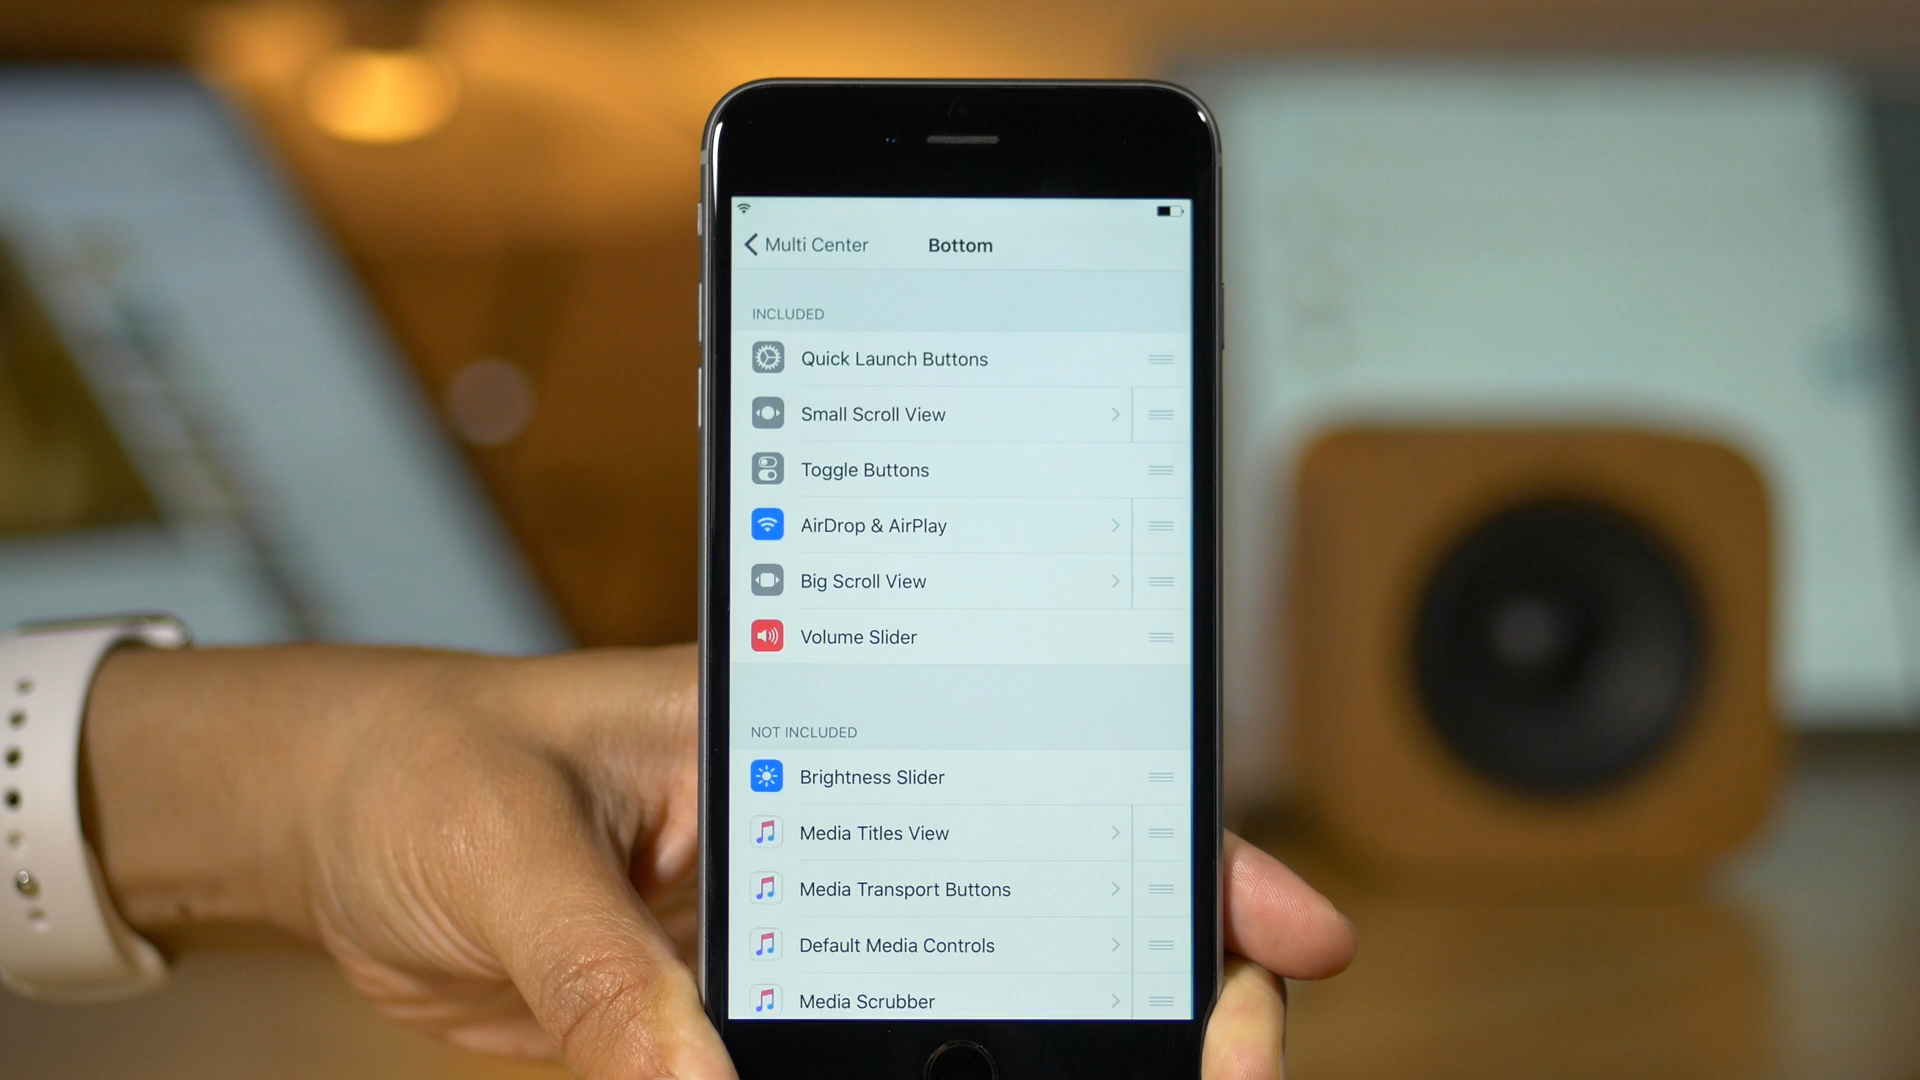 Multi Center
Bottom
INCLUDED
Quick Launch Buttons
Small Scroll View
Toggle Buttons
AirDrop & AirPlay
Big Scroll View
Volume Slider
NOT INCLUDED
Brightness Slider
Media Titles View
Media Transport Buttons
Default Media Controls
Media Scrubber